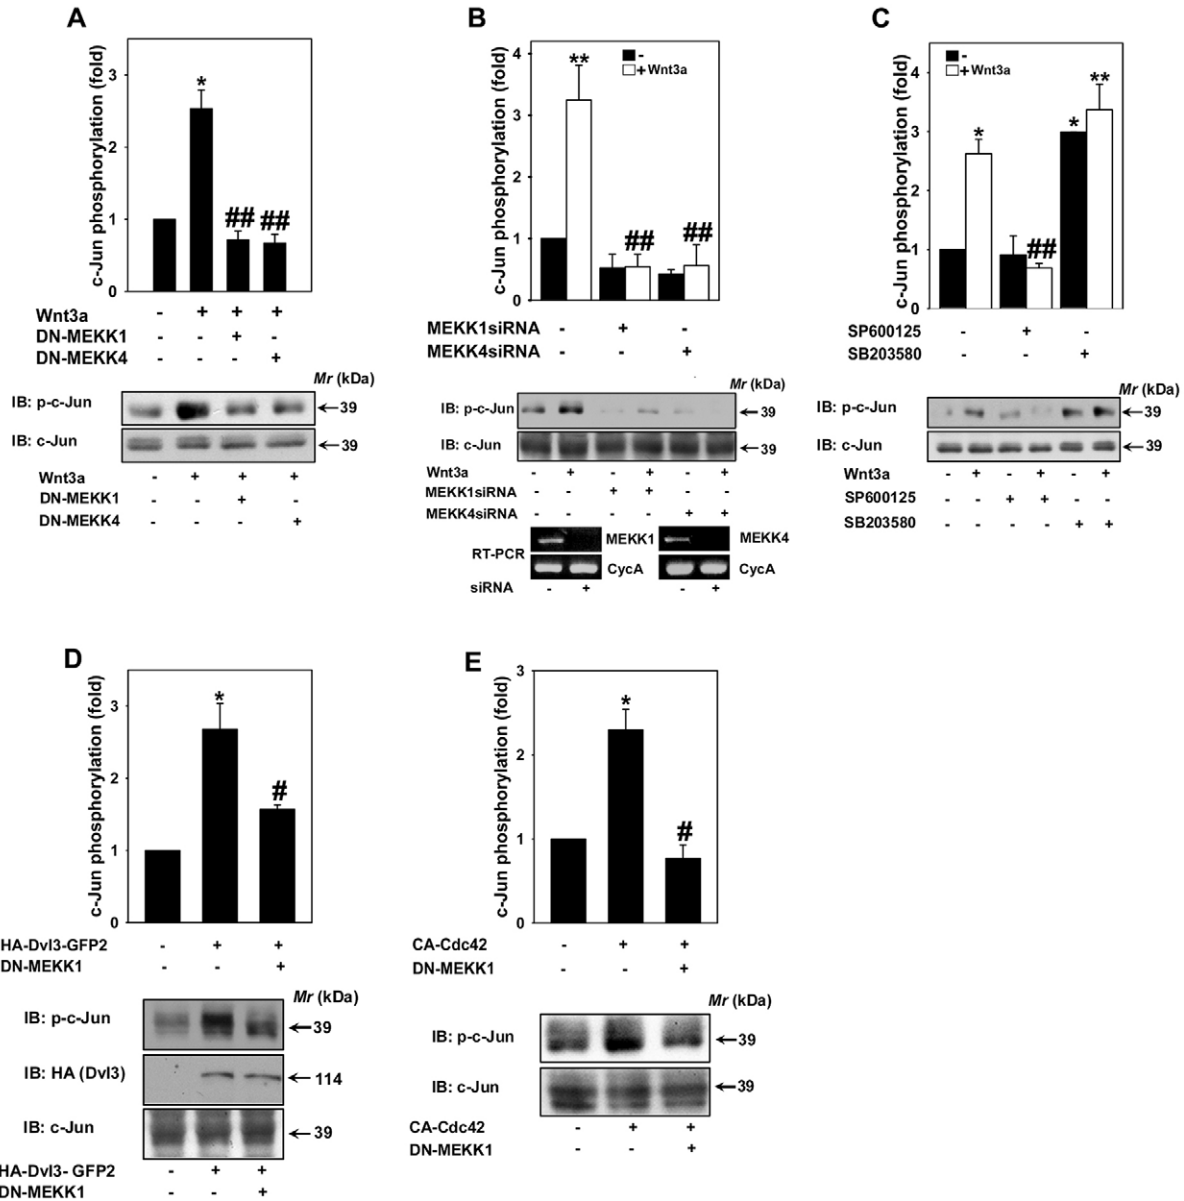 A
c-Jun phosphorylation (fold)
3
2
1
0
*
##
##
Wnt3a - + + +
DN-MEKK1 - - + -
DN-MEKK4 - - - +
Mr (kDa)
IB: p-c-Jun ←39
IB: c-Jun ←39
Wnt3a - + + +
DN-MEKK1 - - + -
DN-MEKK4 - - - +
B
c-Jun phosphorylation (fold)
4
3
2
1
0
-
+ Wnt3a
**
##
##
MEKK1siRNA - + -
MEKK4siRNA - - +
Mr (kDa)
IB: p-c-Jun ←39
IB: c-Jun ←39
Wnt3a - + - + - +
MEKK1siRNA - - + + - -
MEKK4siRNA - - - - + +
RT-PCR
MEKK1
CycA
MEKK4
CycA
siRNA - + - +
C
c-Jun phosphorylation (fold)
4
3
2
1
0
-
+ Wnt3a
*
##
*
**
SP600125 - + -
SB203580 - - +
Mr (kDa)
IB: p-c-Jun ←39
IB: c-Jun ←39
Wnt3a - + - + - +
SP600125 - - + + - -
SB203580 - - - - + +
D
c-Jun phosphorylation (fold)
3
2
1
0
*
#
HA-Dvl3-GFP2 - + +
DN-MEKK1 - - +
Mr (kDa)
IB: p-c-Jun ←39
IB: HA (Dvl3) ←114
IB: c-Jun ←39
HA-Dvl3- GFP2 - + +
DN-MEKK1 - - +
E
c-Jun phosphorylation (fold)
3
2
1
0
*
#
CA-Cdc42 - + +
DN-MEKK1 - - +
Mr (kDa)
IB: p-c-Jun ←39
IB: c-Jun ←39
CA-Cdc42 - + +
DN-MEKK1 - - +